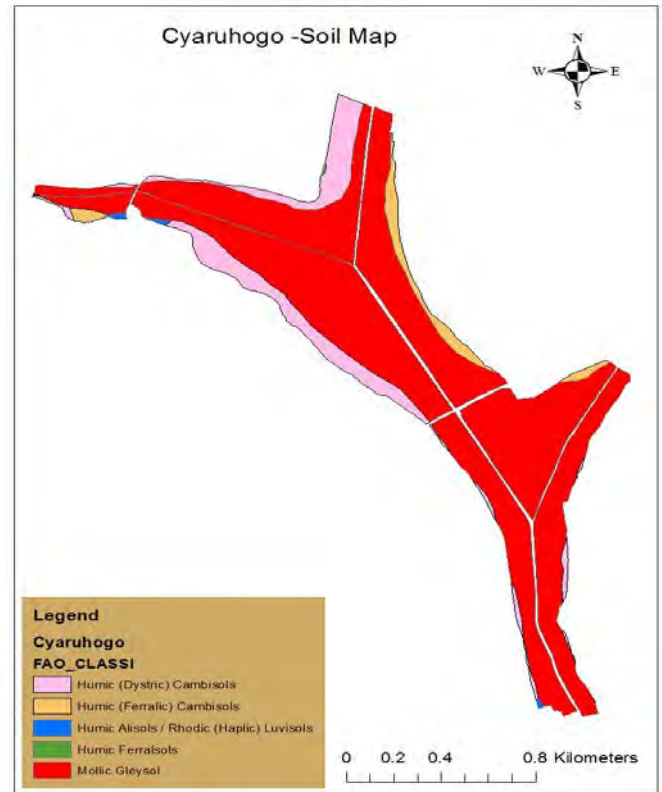 Cyaruhogo -Soil Map
N
W E
S
Legend
Cyaruhogo
FAO_CLASSI
Humic (Dystric) Cambisols
Humic (Ferralic) Cambisols
Humic Alisols / Rhodic (Haplic) Luvisols
Humic Ferralsols
Mollic Gleysol
0 0.2 0.4 0.8 Kilometers